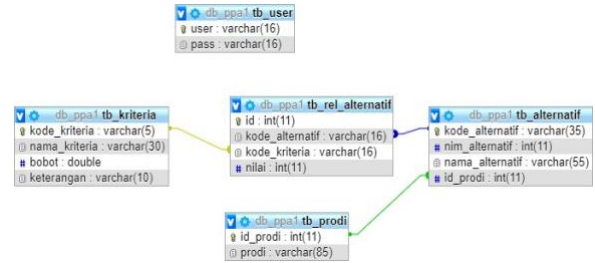 db_ppa1 tb_user
user : varchar(16)
pass : varchar(16)
db_ppa1 tb_kriteria
kode_kriteria : varchar(5)
nama_kriteria : varchar(30)
# bobot : double
keterangan : varchar(10)
db_ppa1 tb_rel_alternatif
id : int(11)
kode_alternatif : varchar(16)
kode_kriteria : varchar(16)
# nilai : int(11)
db_ppa1 tb_alternatif
kode_alternatif : varchar(35)
# nim_alternatif : int(11)
nama_alternatif : varchar(55)
# id_prodi : int(11)
db_ppa1 tb_prodi
id_prodi : int(11)
prodi : varchar(85)